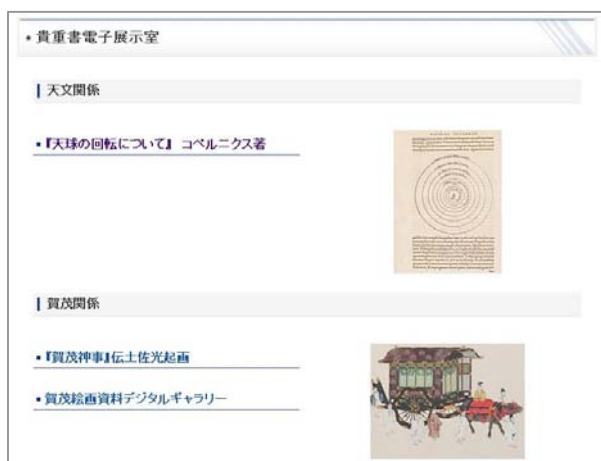 貴重書電子展示室
天文関係
『天球の回転について』 コペルニクス著
賀茂関係
『賀茂神事』伝土佐光起画
賀茂絵画資料デジタルギャラリー